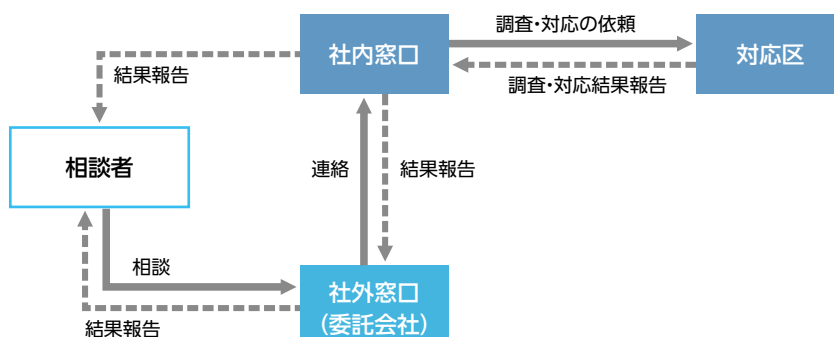 調査・対応の依頼
社内窓口
対応区
結果報告
調査・対応結果報告
相談者
連絡
結果報告
相談
社外窓口
(委託会社)
結果報告